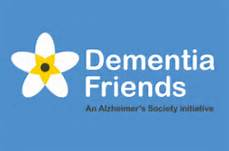 Dementia
Friends
An Alzheimer's Society initiative